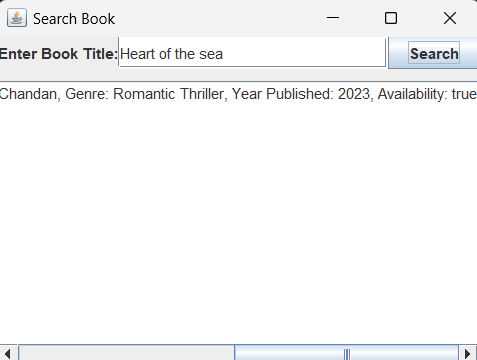 Search Book
Enter Book Title: Heart of the sea Search
Chandan, Genre: Romantic Thriller, Year Published: 2023, Availability: true